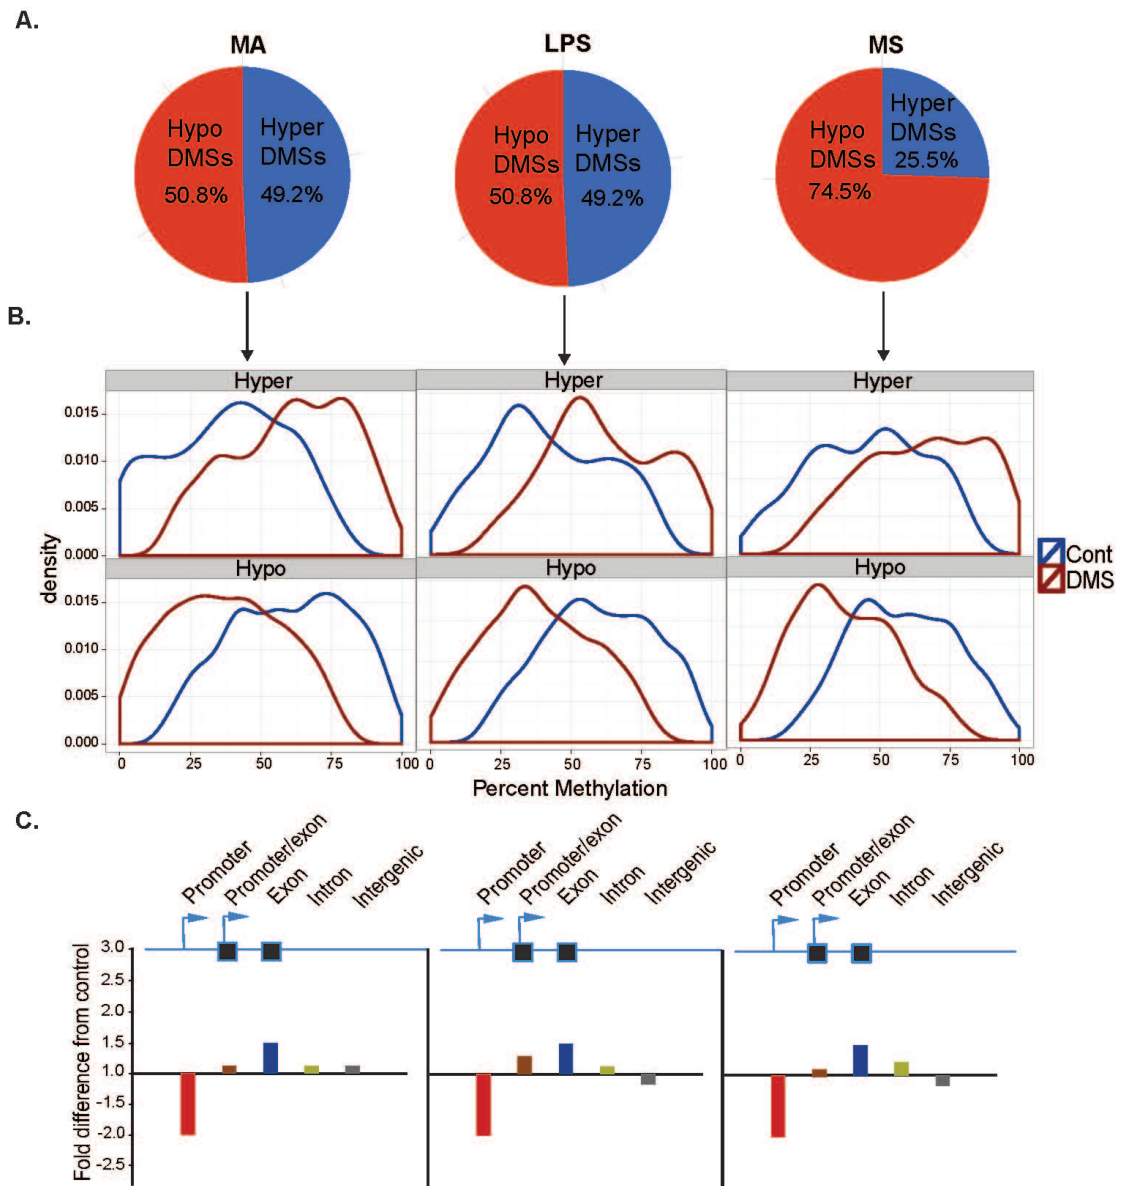 A.
MA
LPS
MS
Hypo
DMSs
50.8%
Hyper
DMSs
49.2%
Hypo
DMSs
50.8%
Hyper
DMSs
49.2%
Hypo
DMSs
74.5%
Hyper
DMSs
25.5%
B.
Hyper
Hyper
Hyper
0.015
0.010
0.005
0.000
Hypo
Hypo
Hypo
0.015
0.010
0.005
0.000
density
0
25
50
75
100
0
25
50
75
100
0
25
50
75
100
Percent Methylation
Cont
DMS
C.
Promoter
Promoter/exon
Exon
Intron
Intergenic
Promoter
Promoter/exon
Exon
Intron
Intergenic
Promoter
Promoter/exon
Exon
Intron
Intergenic
Fold difference from control
3.0
2.5
2.0
1.5
1.0
-1.5
-2.0
-2.5